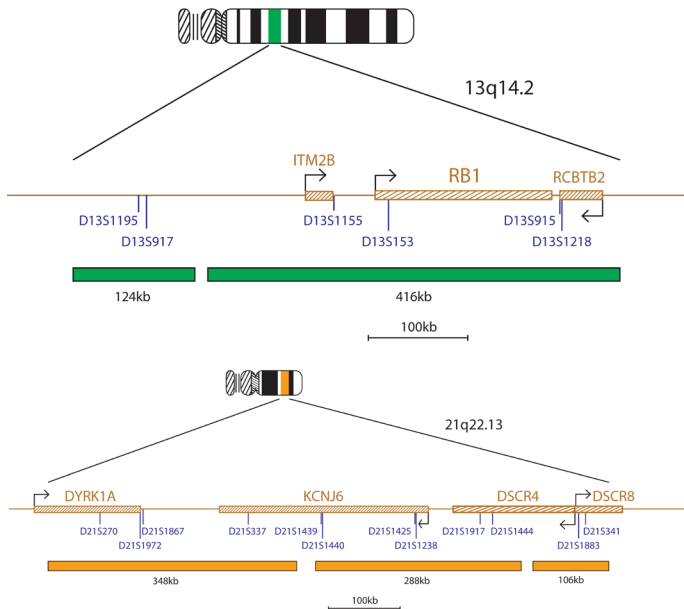 13q14.2
ITM2B
RB1
RCBTB2
D13S1195
D13S1155
D13S915
D13S917
D13S153
D13S1218
124kb
416kb
100kb
21q22.13
DYRK1A
KCNJ6
DSCR4
DSCR8
D21S270
D21S1867
D21S337
D21S1439
D21S1425
D21S1917
D21S1444
D21S341
D21S1972
D21S1440
D21S1238
D21S1883
348kb
288kb
106kb
100kb